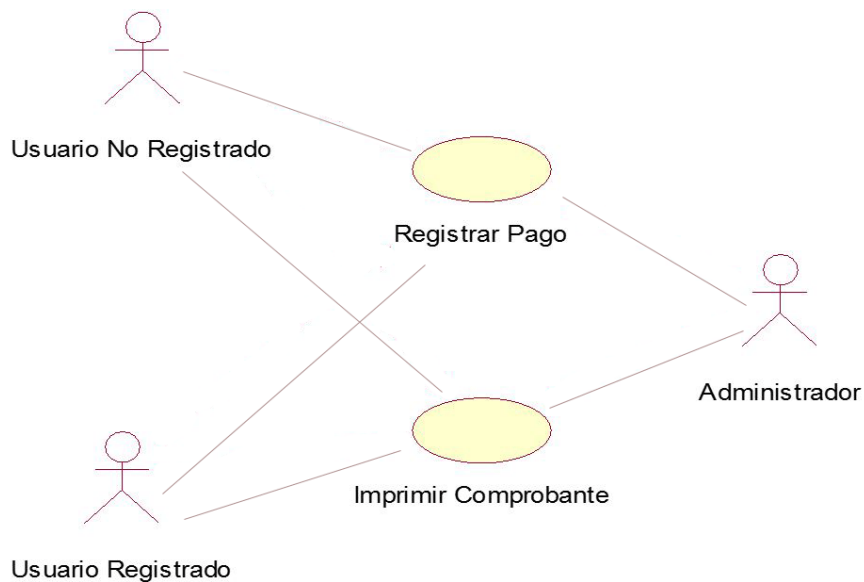 Usuario No Registrado
Registrar Pago
Administrador
Imprimir Comprobante
Usuario Registrado